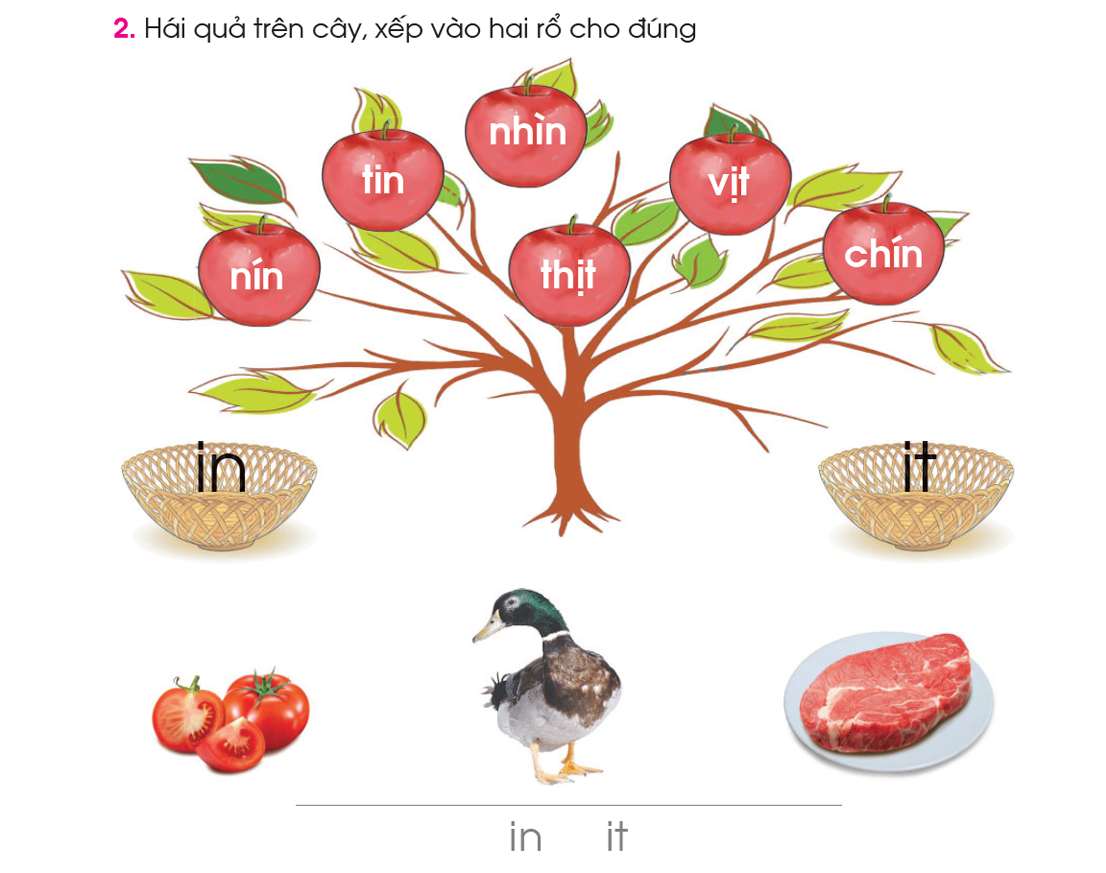 2. Hái quả trên cây, xếp vào hai rổ cho đúng
nhìn
tin
vịt
chín
nín
thịt
in
it
in it